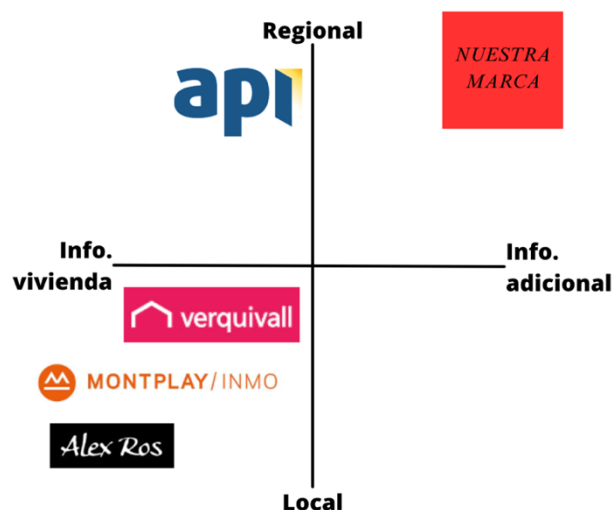 Regional
NUESTRA
MARCA
api
Info.
vivienda
Info.
adicional
verquivall
MONTPLAY/INMO
Alex Ros
Local